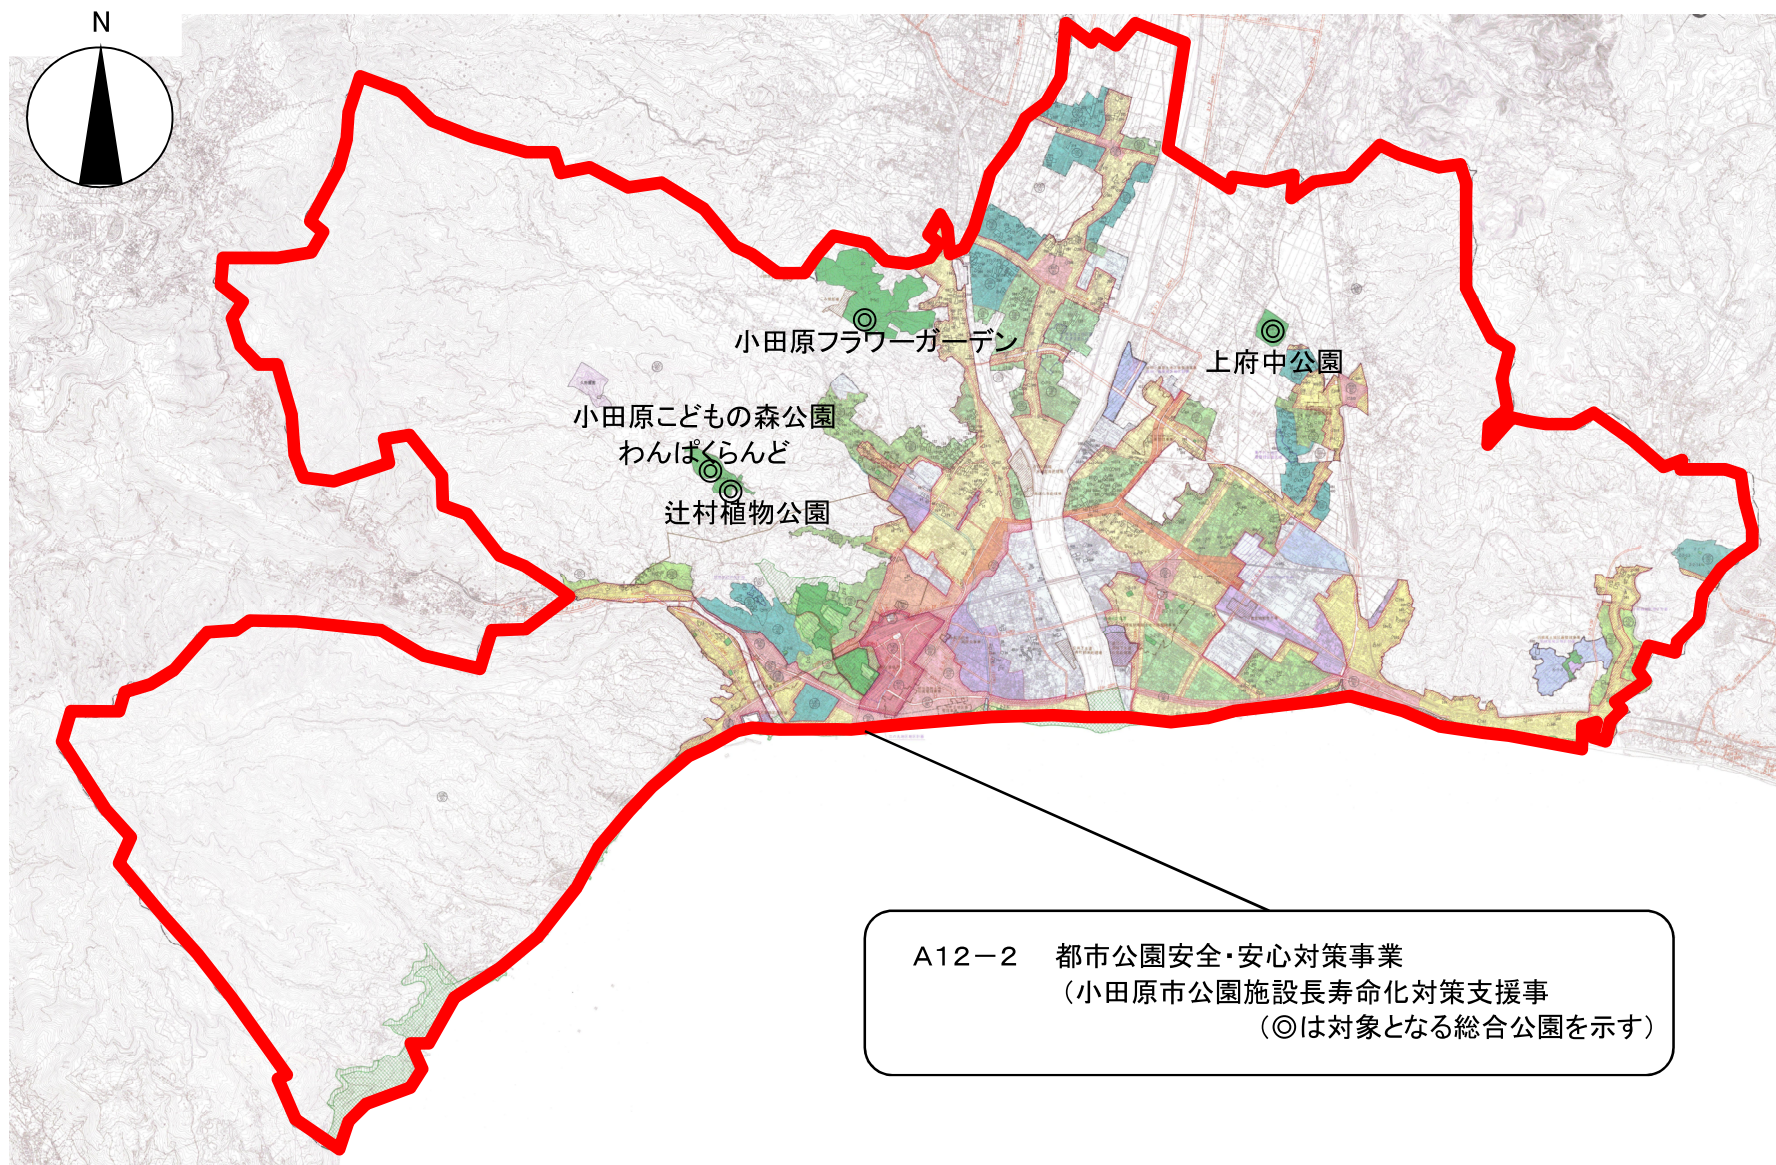 N
小田原フラワーガーデン
上府中公園
小田原こどもの森公園
わんぱくらんど
辻村植物公園
A12－2 都市公園安全・安心対策事業
（小田原市公園施設長寿命化対策支援事
（◎は対象となる総合公園を示す）